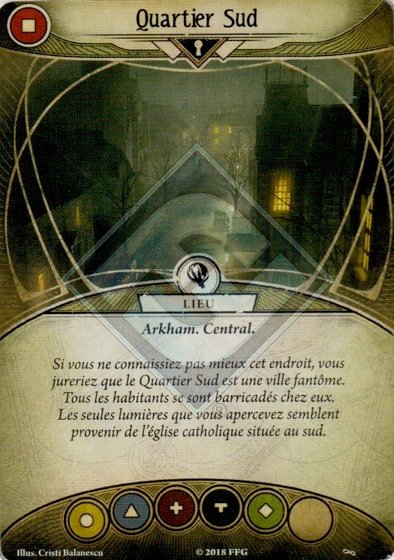 Quartier Sud
LIEU
Arkham. Central.
Si vous ne connaissiez pas mieux cet endroit, vous
jureriez que le Quartier Sud est une ville fantôme.
Tous les habitants se sont barricadés chez eux.
Les seules lumières que vous apercevez semblent
provenir de l'église catholique située au sud.
Illus. Cristi Balanescu
© 2018 FFG